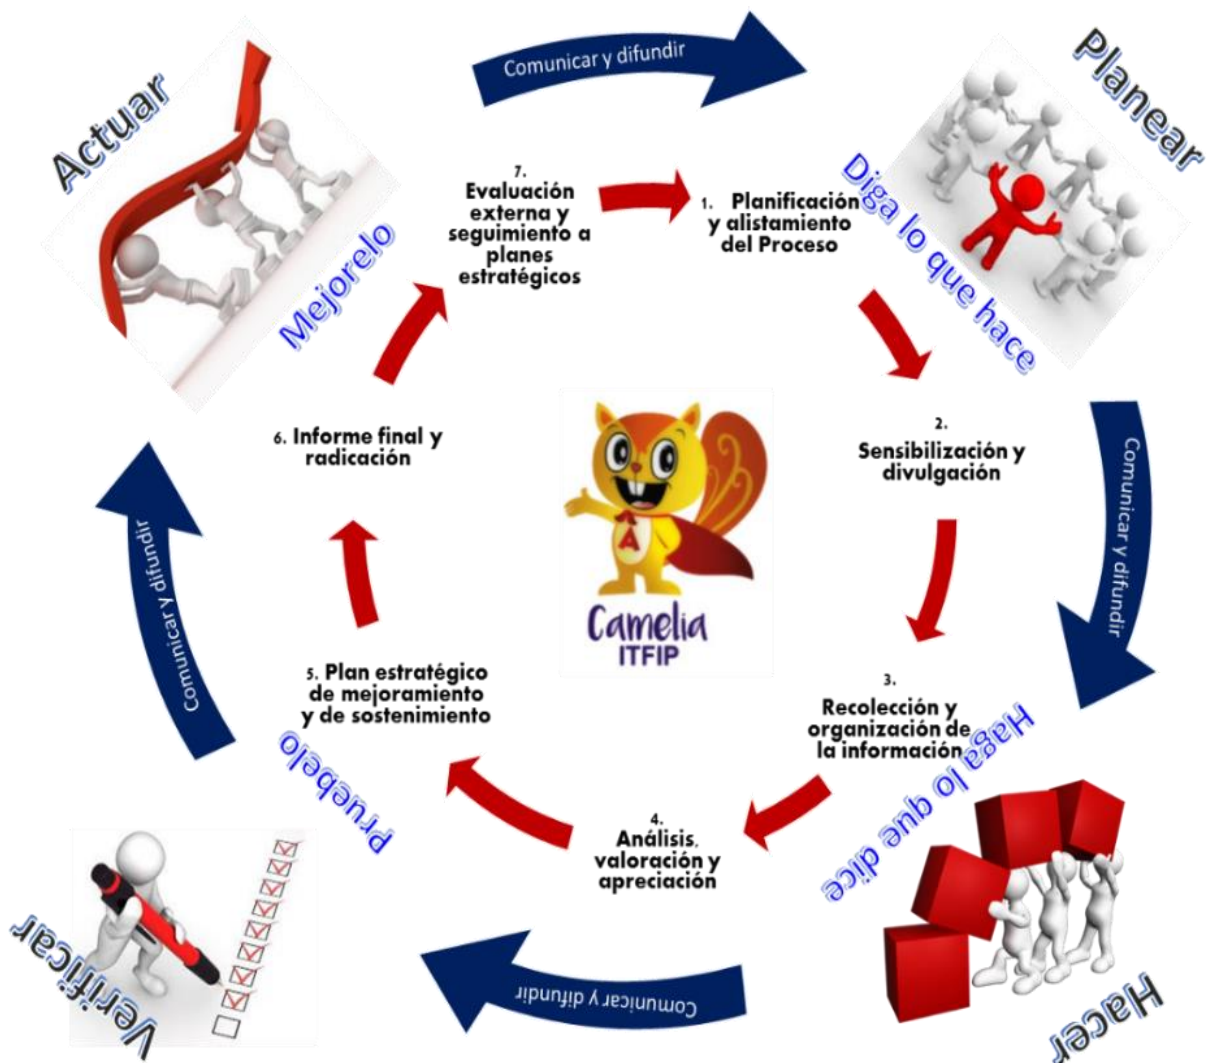 Comunicar y difundir
Planear
Diga lo que hace
Actuar
Mejorelo
7.
Evaluación
externa y
seguimiento a
planes
estratégicos
1. Planificación
y alistamiento
del Proceso
2.
Sensibilización y
divulgación
Comunicar y difundir
3.
Recolección y
organización de
la información
Haga lo que dice
Hacer
4.
Análisis,
valoración y
apreciación
Comunicar y difundir
5. Plan estratégico
de mejoramiento
y de sostenimiento
Pruebelo
Verificar
Comunicar y difundir
6. Informe final y
radicación
A
Camelia
ITFIP